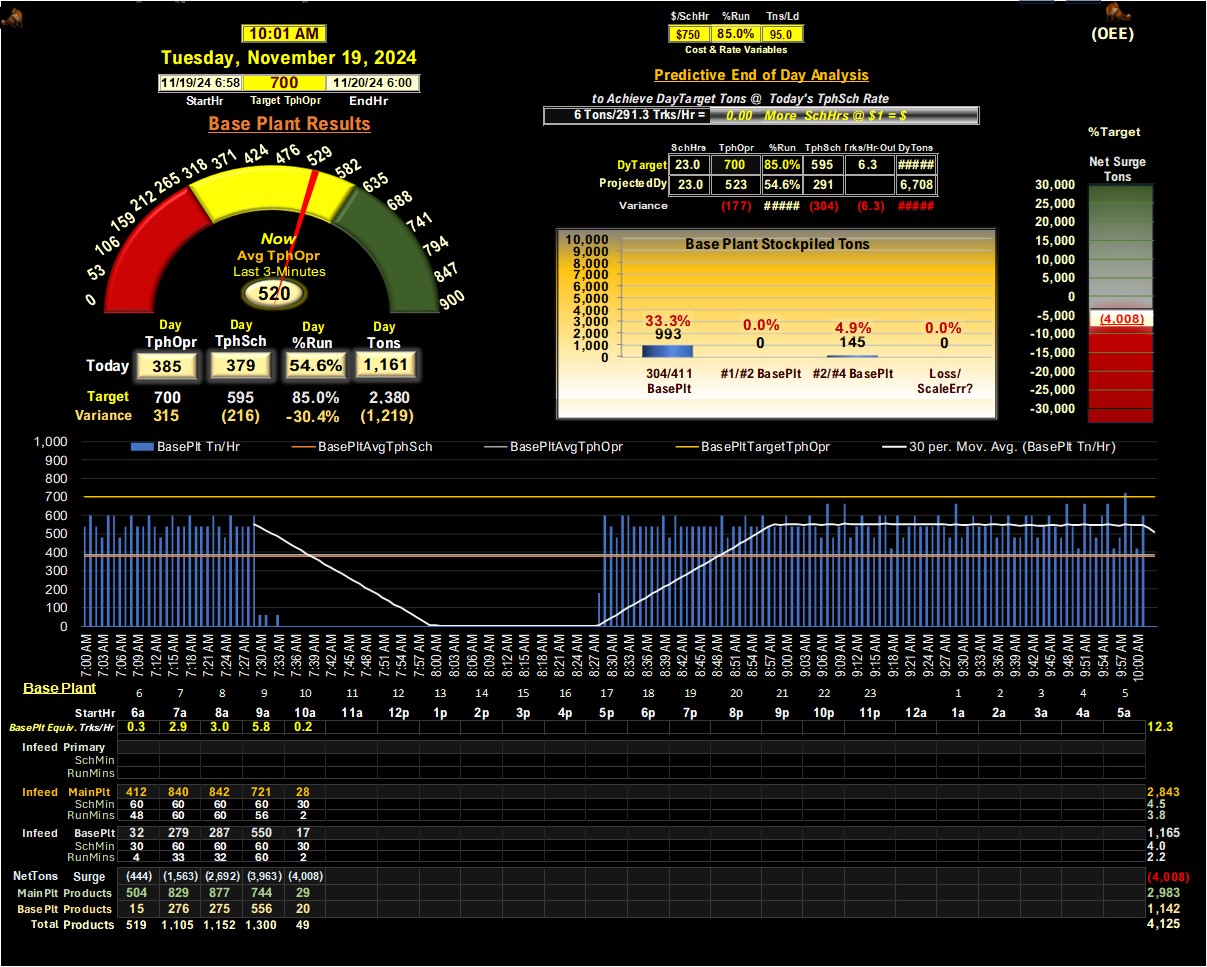 $/SchHr %Run Tns/Ld
10:01 AM
$750 85.0% 95.0
(OEE)
Cost & Rate Variables
Tuesday, November 19, 2024
Predictive End of Day Analysis
11/19/24 6:58 700 11/20/24 6:00
StartHr Target TphOpr EndHr
to Achieve DayTarget Tons @ Today's TphSch Rate
6 Tons/291.3 Trks/Hr = 0.00 More SchHrs @ $1 = $
Base Plant Results
%Target
SchHrs TphOpr %Run TphSch Trks/Hr-Out DyTons
DyTarget 23.0 700 85.0% 595 6.3 #####
ProjectedDy 23.0 523 54.6% 291 6,708
Variance (177) ##### (304) (6.3) #####
Net Surge
Tons
30,000
25,000
20,000
15,000
10,000
5,000
0
-5,000
(4,008)
-10,000
-15,000
-20,000
-25,000
-30,000
0 53 106 159 212 265 318 371 424 476 529 582 635 688 741 794 847 900
Now
Avg TphOpr
Last 3-Minutes
520
Base Plant Stockpiled Tons
10,000
9,000
8,000
7,000
6,000
5,000
4,000
3,000
2,000
1,000
0
33.3% 0.0% 4.9% 0.0%
993 0 145 0
304/411 #1/#2 BasePlt #2/#4 BasePlt Loss/
BasePlt ScaleErr?
Day Day Day Day
TphOpr TphSch %Run Tons
Today 385 379 54.6% 1,161
Target 700 595 85.0% 2,380
Variance 315 (216) -30.4% (1,219)
BasePlt Tn/Hr BasePltAvgTphSch BasePltAvgTphOpr BasePltTargetTphOpr 30 per. Mov. Avg. (BasePlt Tn/Hr)
1,000
900
800
700
600
500
400
300
200
100
0
7:00 AM 7:03 AM 7:06 AM 7:09 AM 7:12 AM 7:15 AM 7:18 AM 7:21 AM 7:24 AM 7:27 AM 7:30 AM 7:33 AM 7:36 AM 7:39 AM 7:42 AM 7:45 AM 7:48 AM 7:51 AM 7:54 AM 7:57 AM 8:00 AM 8:03 AM 8:06 AM 8:09 AM 8:12 AM 8:15 AM 8:18 AM 8:21 AM 8:24 AM 8:27 AM 8:30 AM 8:33 AM 8:36 AM 8:39 AM 8:42 AM 8:45 AM 8:48 AM 8:51 AM 8:54 AM 8:57 AM 9:00 AM 9:03 AM 9:06 AM 9:09 AM 9:12 AM 9:15 AM 9:18 AM 9:21 AM 9:24 AM 9:27 AM 9:30 AM 9:33 AM 9:36 AM 9:39 AM 9:42 AM 9:45 AM 9:48 AM 9:51 AM 9:54 AM 9:57 AM 10:00 AM
Base Plant 6 7 8 9 10 11 12 13 14 15 16 17 18 19 20 21 22 23 1 2 3 4 5
StartHr 6a 7a 8a 9a 10a 11a 12p 1p 2p 3p 4p 5p 6p 7p 8p 9p 10p 11p 12a 1a 2a 3a 4a 5a
BasePlt Equiv. Trks/Hr 0.3 2.9 3.0 5.8 0.2 12.3
Infeed Primary
SchMin
RunMins
Infeed MainPlt 412 840 842 721 28 2,843
SchMin 60 60 60 60 30 4.5
RunMins 48 60 60 56 2 3.8
Infeed BasePlt 32 279 287 550 17 1,165
SchMin 30 60 60 60 30 4.0
RunMins 4 33 32 60 2 2.2
NetTons Surge (444) (1,563) (2,692) (3,963) (4,008) (4,008)
Main Plt Products 504 829 877 744 29 2,983
Base Plt Products 15 276 275 556 20 1,142
Total Products 519 1,105 1,152 1,300 49 4,125